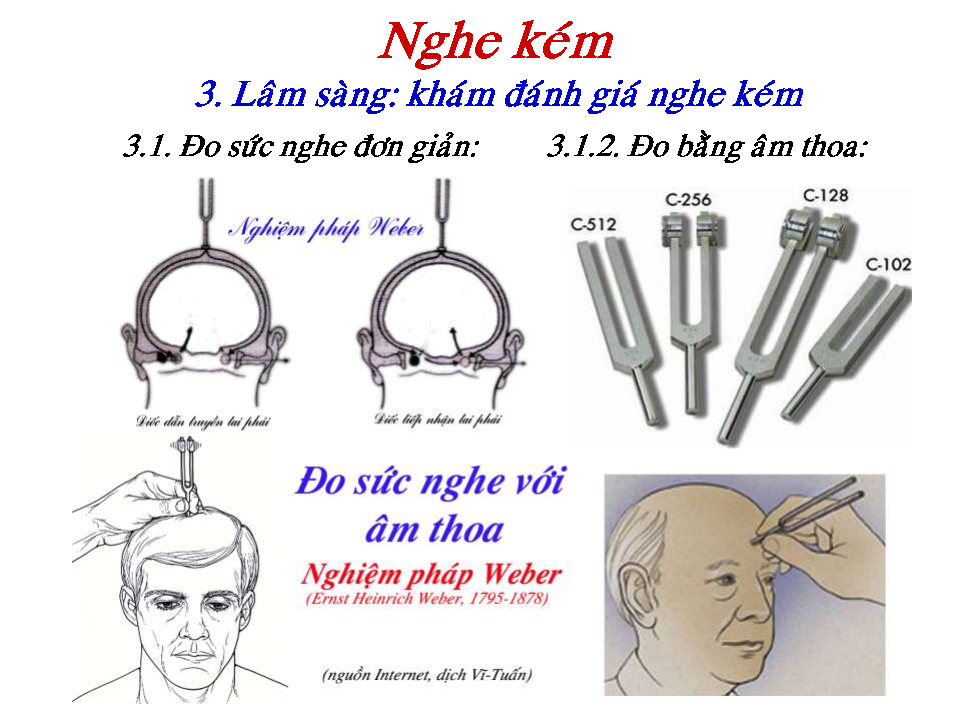 Nghe kém
3. Lâm sàng: khám đánh giá nghe kém
3.1. Đo sức nghe đơn giản:
3.1.2. Đo bằng âm thoa:
Nghiệm pháp Weber
Điếc dẫn truyền tai phải
Điếc tiếp nhận tai phải
C-512
C-256
C-128
C-102
Đo sức nghe với
âm thoa
Nghiệm pháp Weber
(Ernst Heinrich Weber, 1795-1878)
(nguồn Internet, dịch Vĩ-Tuấn)